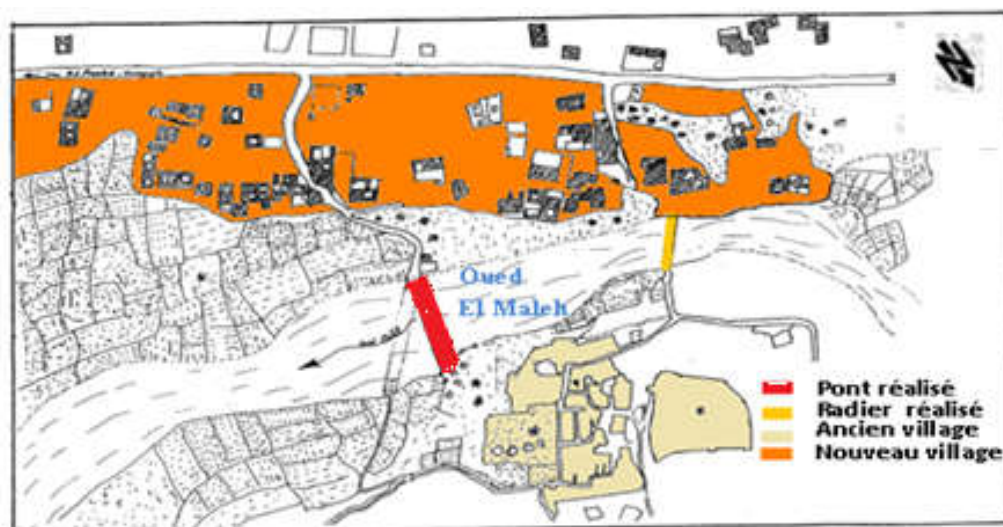 Oued
El Maleh
Pont réalisé
Radier réalisé
Ancien village
Nouveau village